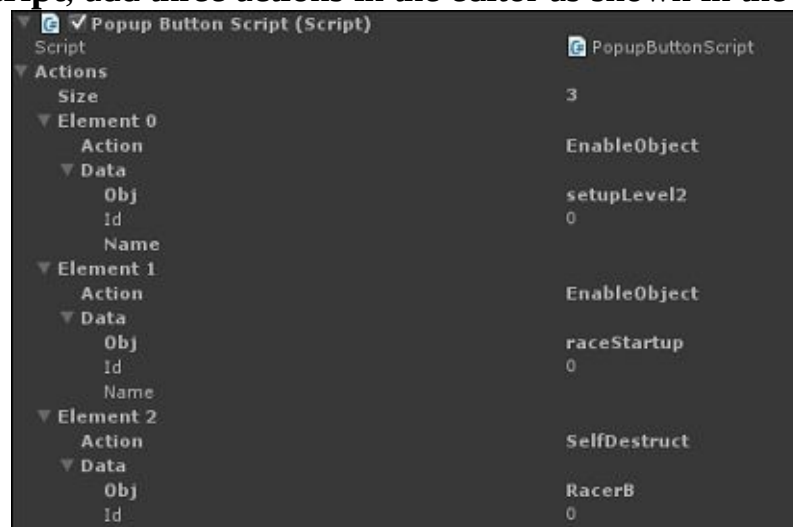 ript, add three actions in the editor as shown in the
Popup Button Script (Script)
Script PopupButtonScript
Actions
Size 3
Element 0
Action EnableObject
Data
Obj setupLevel2
Id 0
Name
Element 1
Action EnableObject
Data
Obj raceStartup
Id 0
Name
Element 2
Action SelfDestruct
Data
Obj RacerB
Id 0